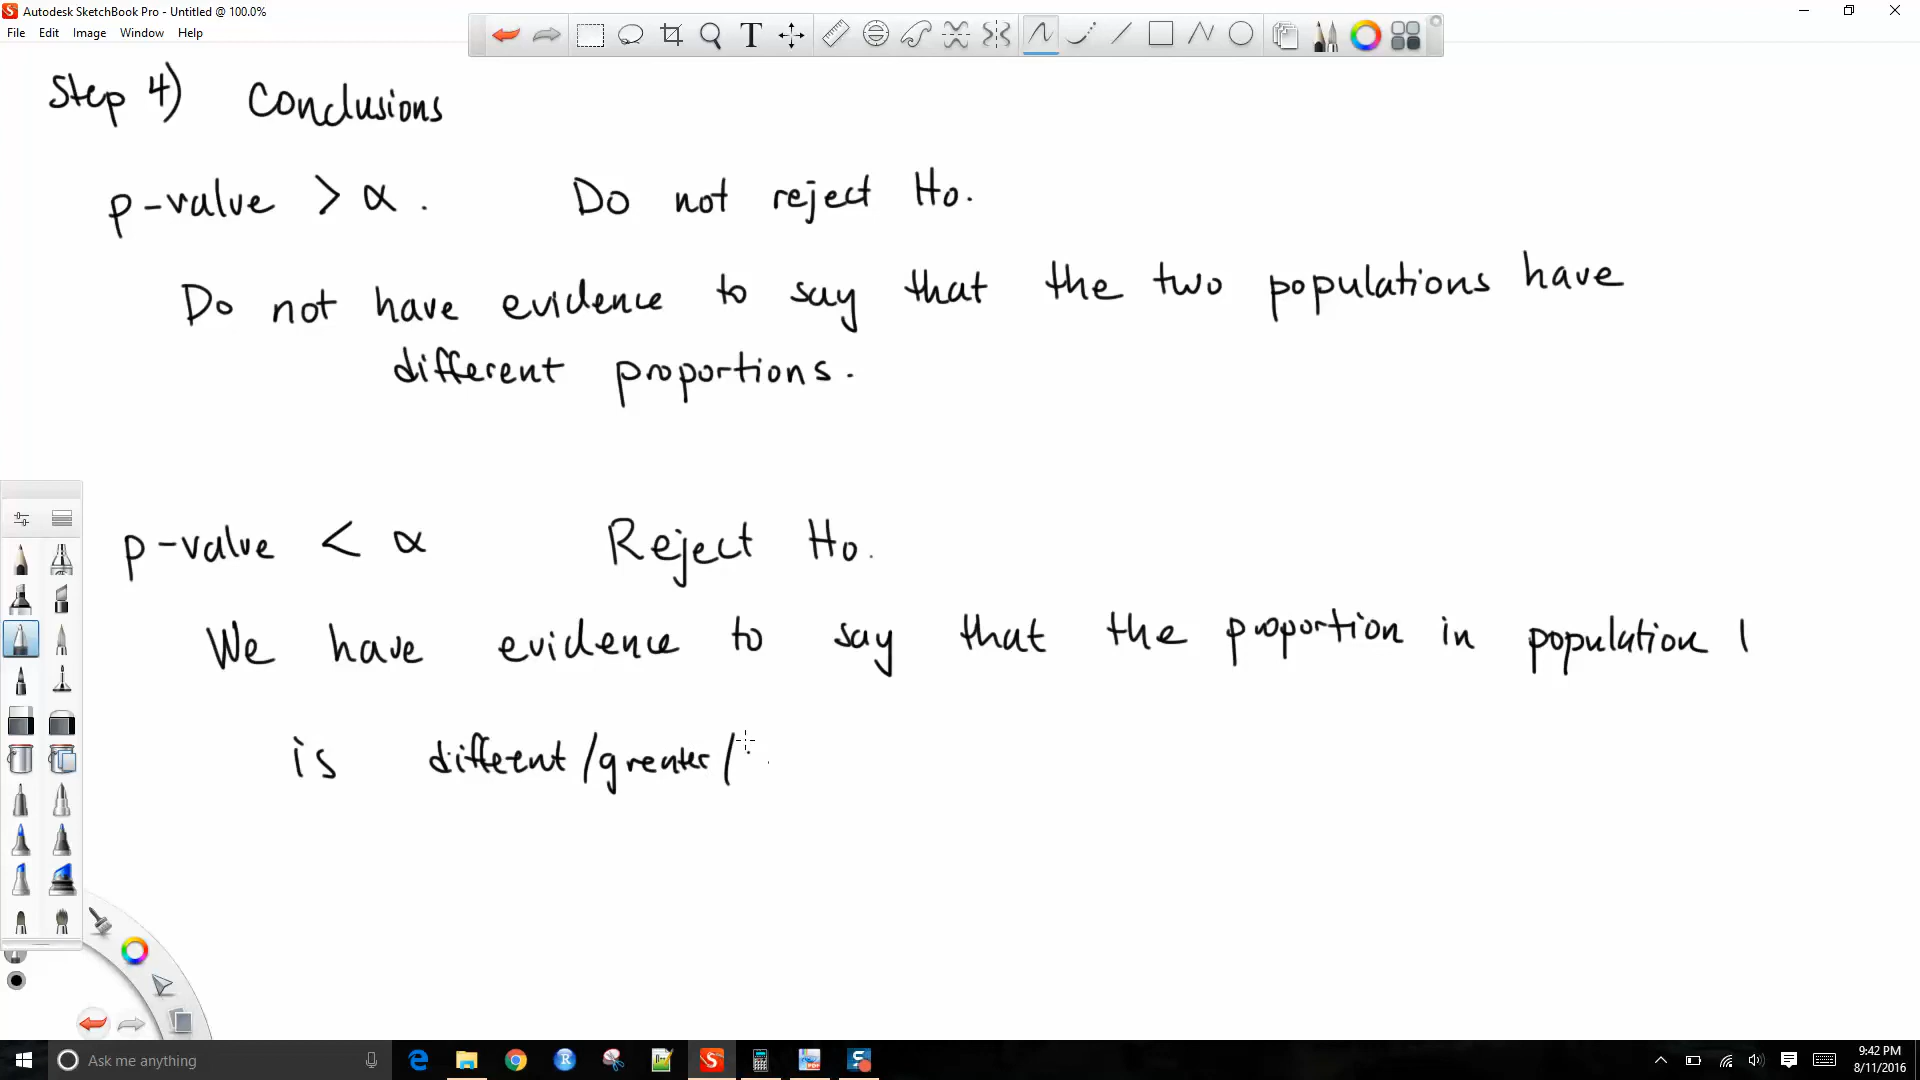 Autodesk SketchBook Pro - Untitled @ 100.0%
File Edit Image Window Help
Step 4) Conclusions
p-value > α. Do not reject Ho.
Do not have evidence to say that the two populations have
different proportions.
p-value < α Reject Ho.
We have evidence to say that the proportion in population 1
is different/greater/
Ask me anything
9:42 PM
8/11/2016